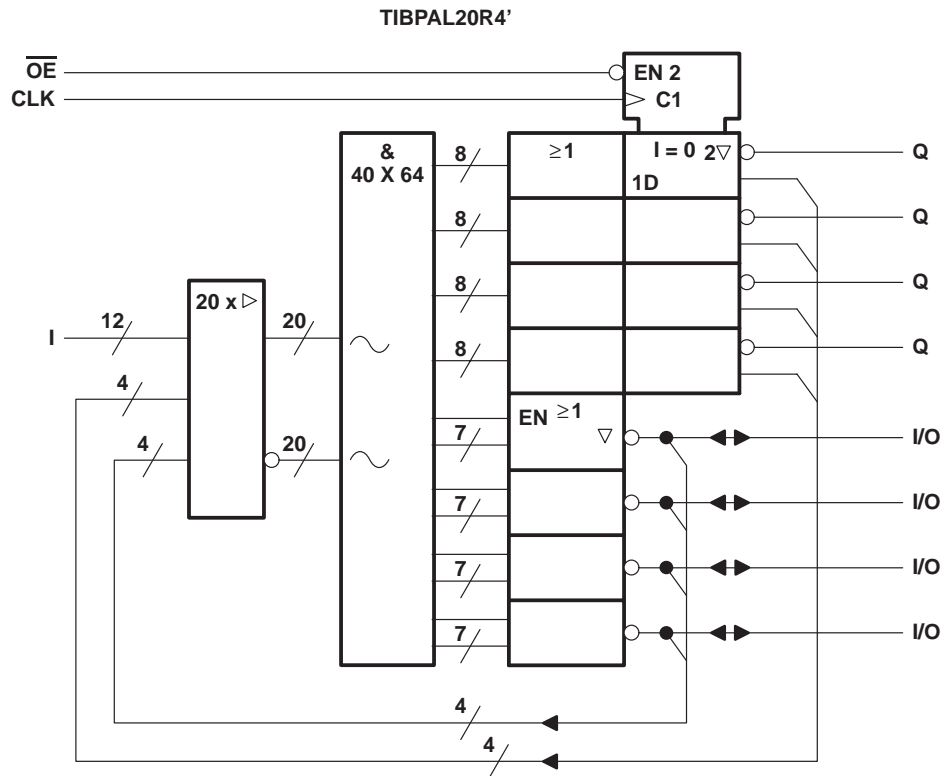 TIBPAL20R4’
OE
EN 2
CLK
C1
&
40 X 64
8
≥1
I = 0 2▽
Q
1D
8
Q
8
Q
20 x ▷
I
12
20
8
Q
4
EN ≥1
▽
7
I/O
4
20
7
I/O
7
I/O
7
I/O
4
4